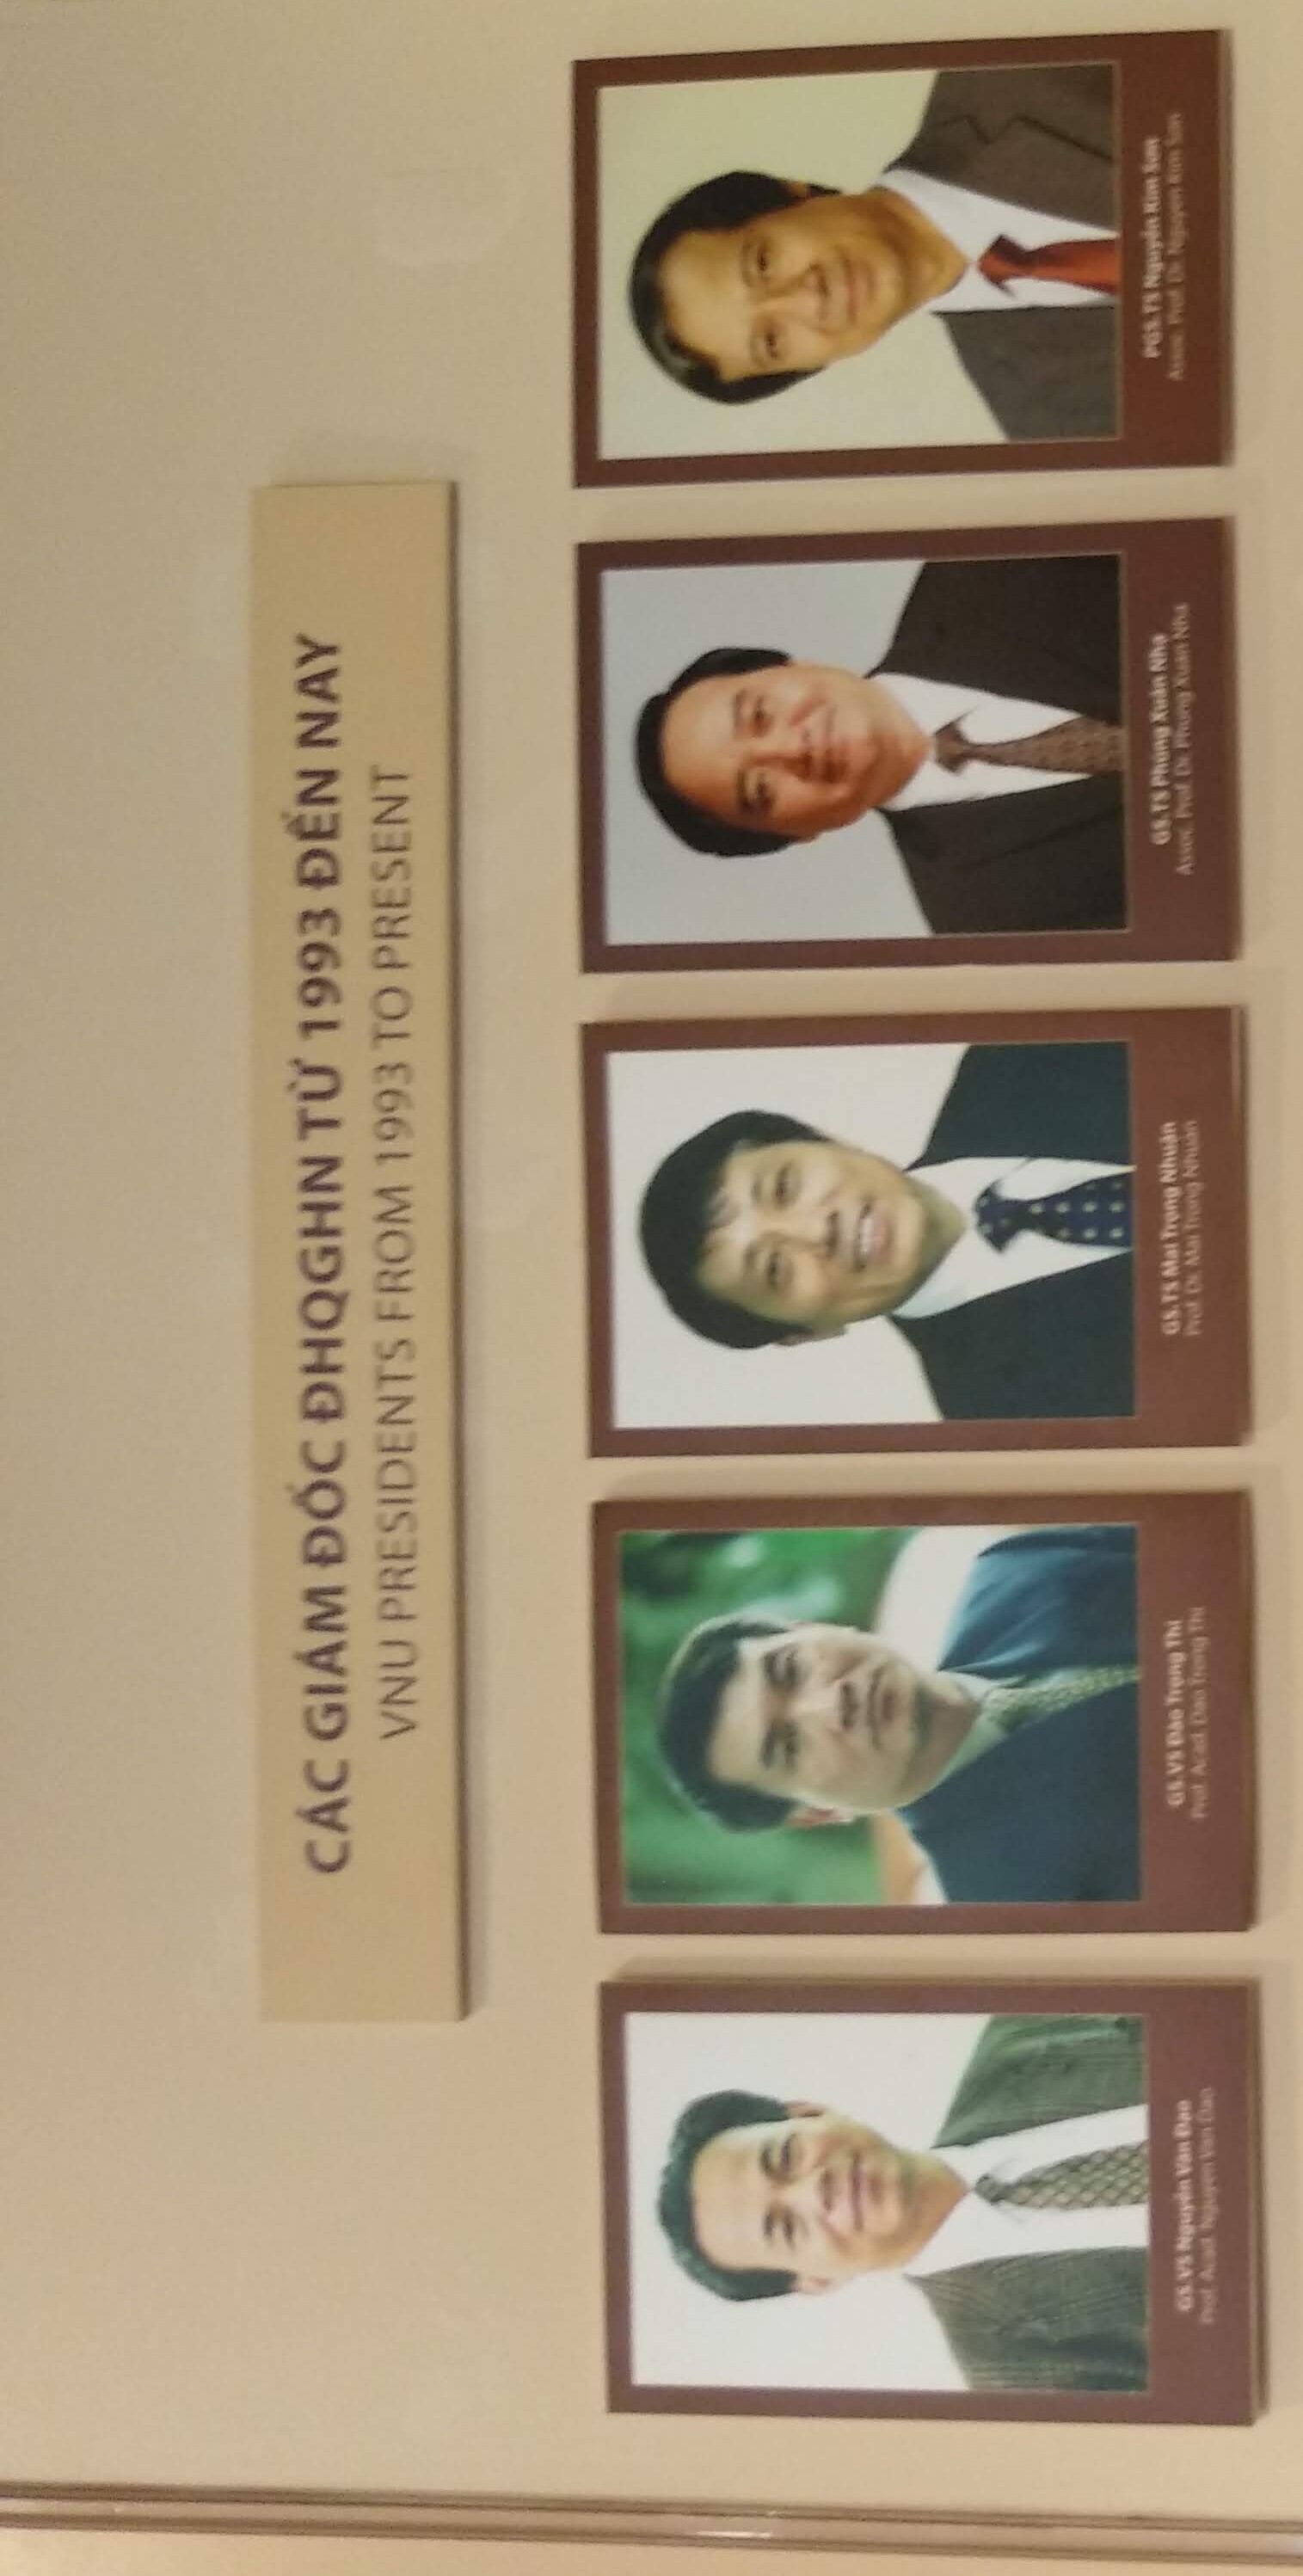 CÁC GIÁM ĐỐC ĐHQGHN TỪ 1993 ĐẾN NAY
VNU PRESIDENTS FROM 1993 TO PRESENT
GS.VS Nguyễn Văn Đạo
Prof. Acad. Nguyen Van Dao
GS.VS Đào Trọng Thi
Prof. Acad. Dao Trong Thi
GS.TS Mai Trọng Nhuận
Prof. Dr. Mai Trong Nhuan
GS.TS Phùng Xuân Nhạ
Assoc. Prof. Dr. Phung Xuan Nha
PGS.TS Nguyễn Kim Sơn
Assoc. Prof. Dr. Nguyen Kim Son